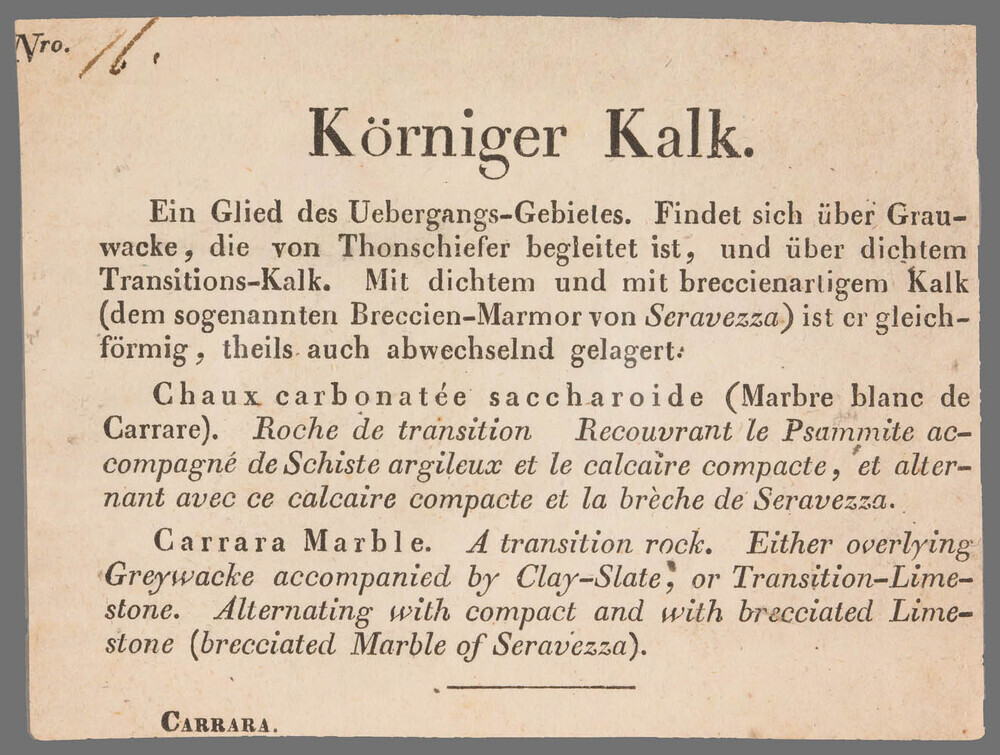 Nro. 16.
Körniger Kalk.
Ein Glied des Uebergangs-Gebietes. Findet sich über Grau-
wacke, die von Thonschiefer begleitet ist, und über dichtem
Transitions-Kalk. Mit dichtem und mit breccienartigem Kalk
(dem sogenannten Breccien-Marmor von Seravezza) ist er gleich-
förmig, theils auch abwechselnd gelagert.
Chaux carbonatée saccharoide (Marbre blanc de
Carrare). Roche de transition Recouvrant le Psammite ac-
compagné de Schiste argileux et le calcaire compacte, et alter-
nant avec ce calcaire compacte et la brèche de Seravezza.
Carrara Marble. A transition rock. Either overlying
Greywacke accompanied by Clay-Slate, or Transition-Lime-
stone. Alternating with compact and with brecciated Lime-
stone (brecciated Marble of Seravezza).
CARRARA.